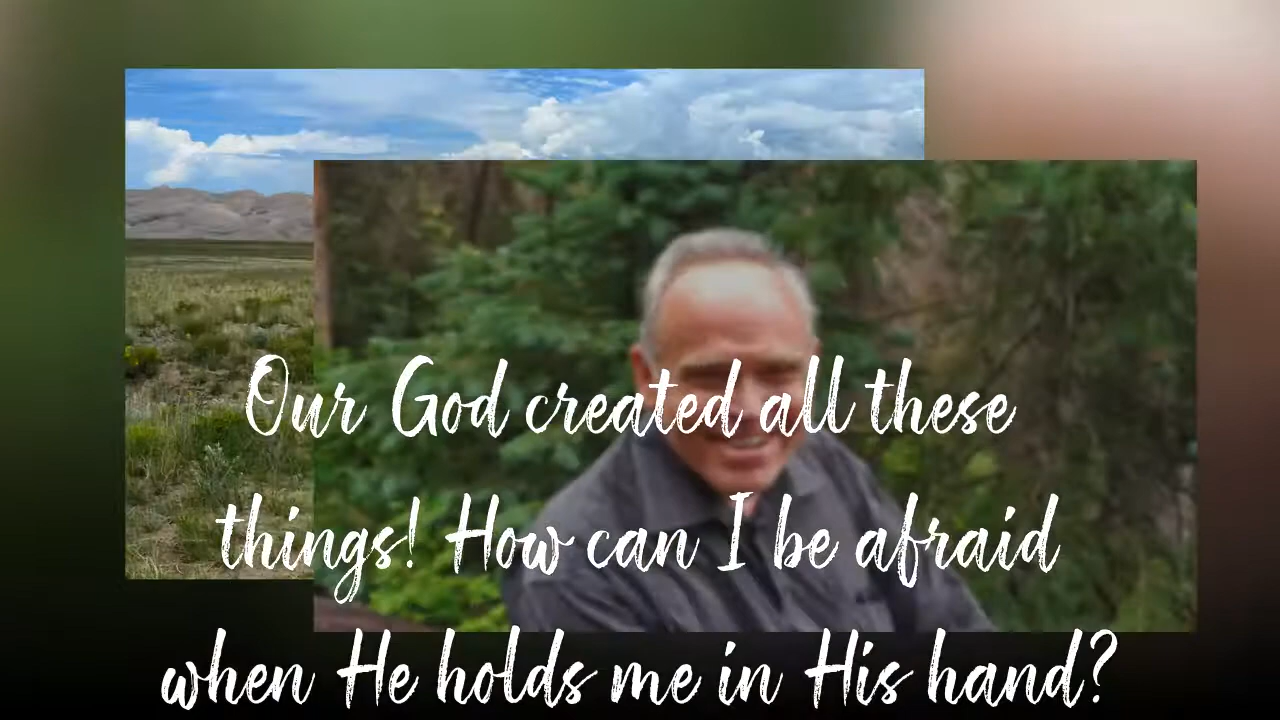 Our God created all these
things! How can I be afraid
when He holds me in His hand?